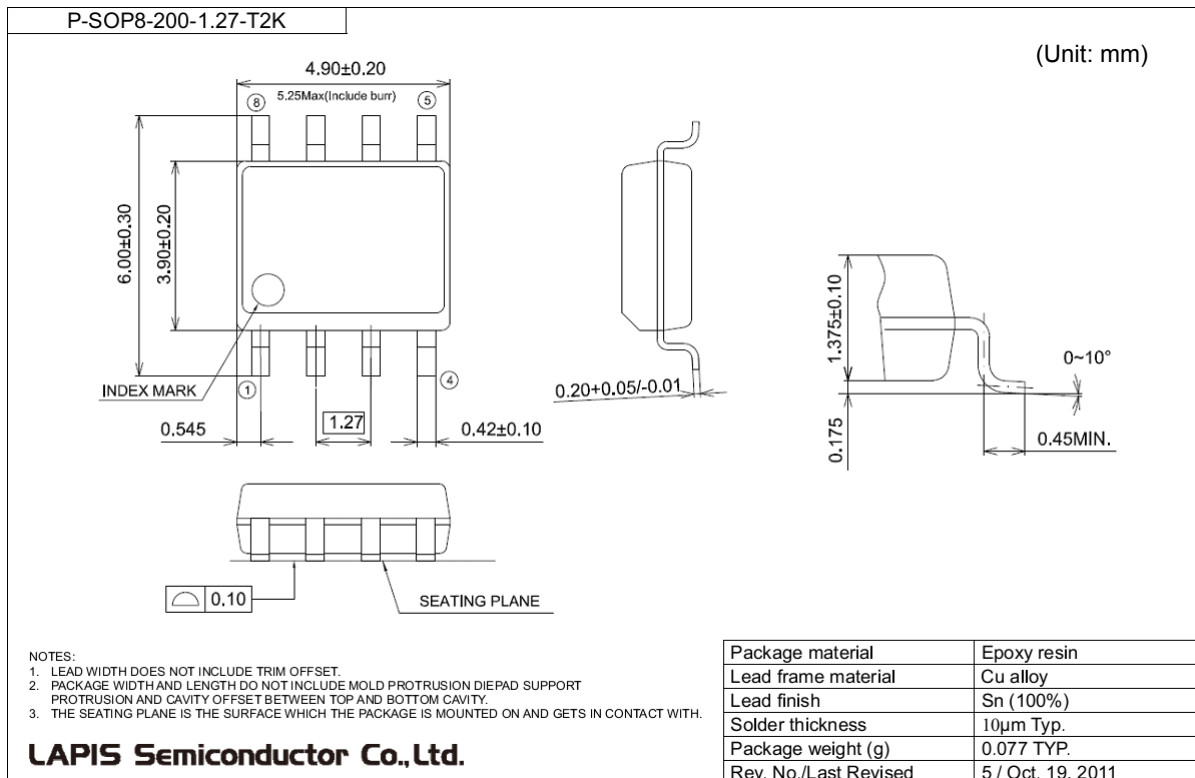 P-SOP8-200-1.27-T2K
(Unit: mm)
4.90±0.20
5.25Max(Include burr)
8
5
6.00±0.30
3.90±0.20
INDEX MARK
1
4
0.545
1.27
0.42±0.10
0.20+0.05/-0.01
1.375±0.10
0.175
0~10°
0.45MIN.
0.10
SEATING PLANE
NOTES:
1. LEAD WIDTH DOES NOT INCLUDE TRIM OFFSET.
2. PACKAGE WIDTH AND LENGTH DO NOT INCLUDE MOLD PROTRUSION DIEPAD SUPPORT
PROTRUSION AND CAVITY OFFSET BETWEEN TOP AND BOTTOM CAVITY.
3. THE SEATING PLANE IS THE SURFACE WHICH THE PACKAGE IS MOUNTED ON AND GETS IN CONTACT WITH.
LAPIS Semiconductor Co.,Ltd.
Package material Epoxy resin
Lead frame material Cu alloy
Lead finish Sn (100%)
Solder thickness 10μm Typ.
Package weight (g) 0.077 TYP.
Rev. No./Last Revised 5 / Oct. 19, 2011